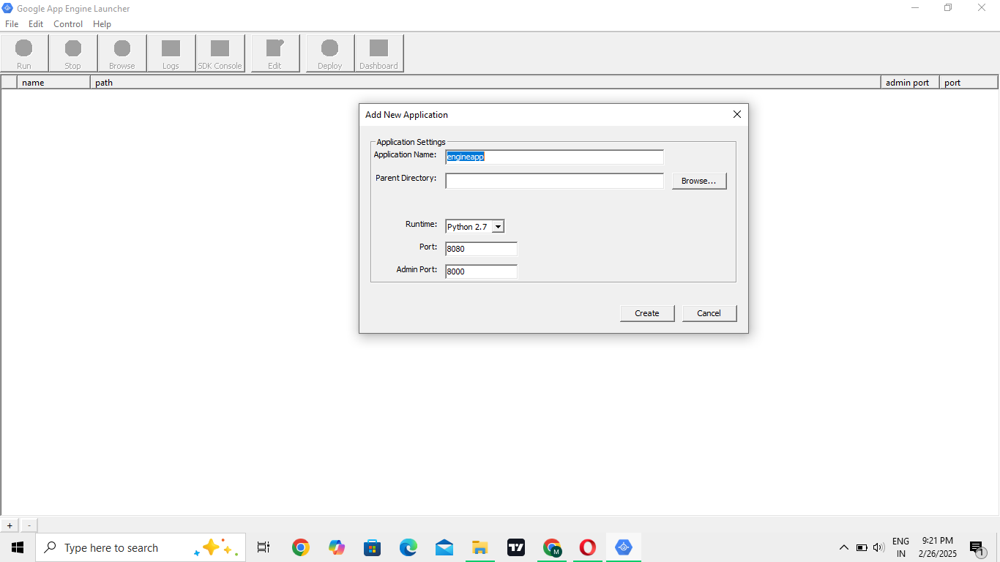 Google App Engine Launcher
File Edit Control Help
Run Stop Browse Logs SDK Console Edit Deploy Dashboard
name path admin port port
Add New Application
Application Settings
Application Name: engineapp
Parent Directory: Browse...
Runtime: Python 2.7
Port: 8080
Admin Port: 8000
Create Cancel
+ -
Type here to search
M
ENG 9:21 PM
IN 2/26/2025
1